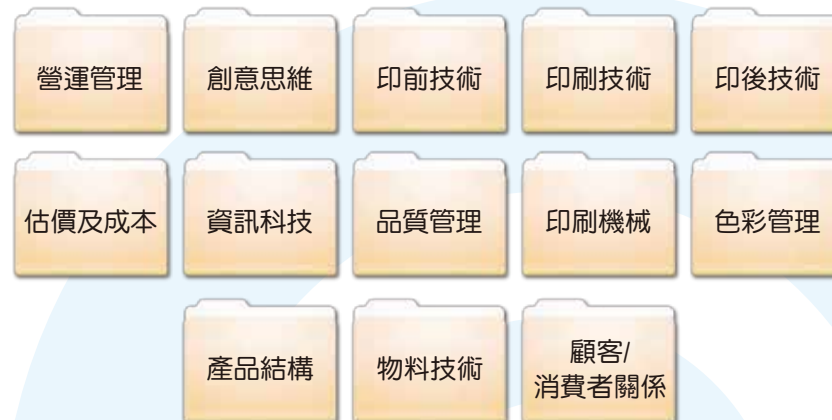 營運管理
創意思維
印前技術
印刷技術
印後技術
估價及成本
資訊科技
品質管理
印刷機械
色彩管理
產品結構
物料技術
顧客/
消費者關係